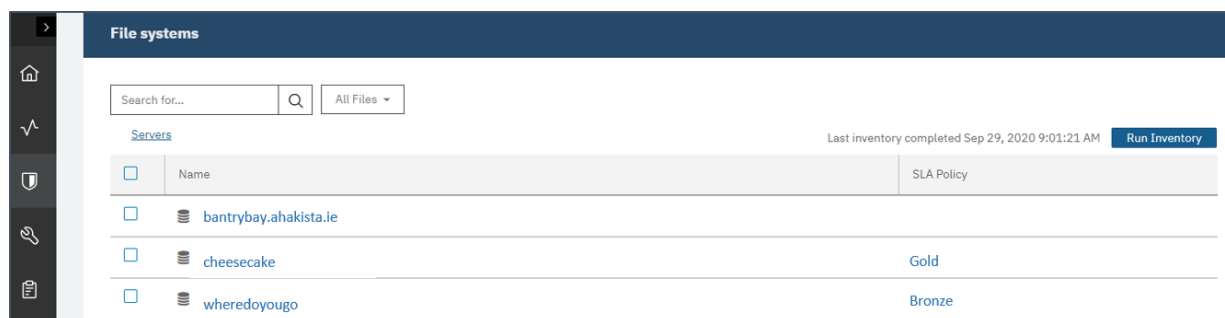 File systems
Search for...
All Files
Servers
Last inventory completed Sep 29, 2020 9:01:21 AM Run Inventory
Name SLA Policy
bantrybay.ahakista.ie
cheesecake Gold
wheredoyougo Bronze